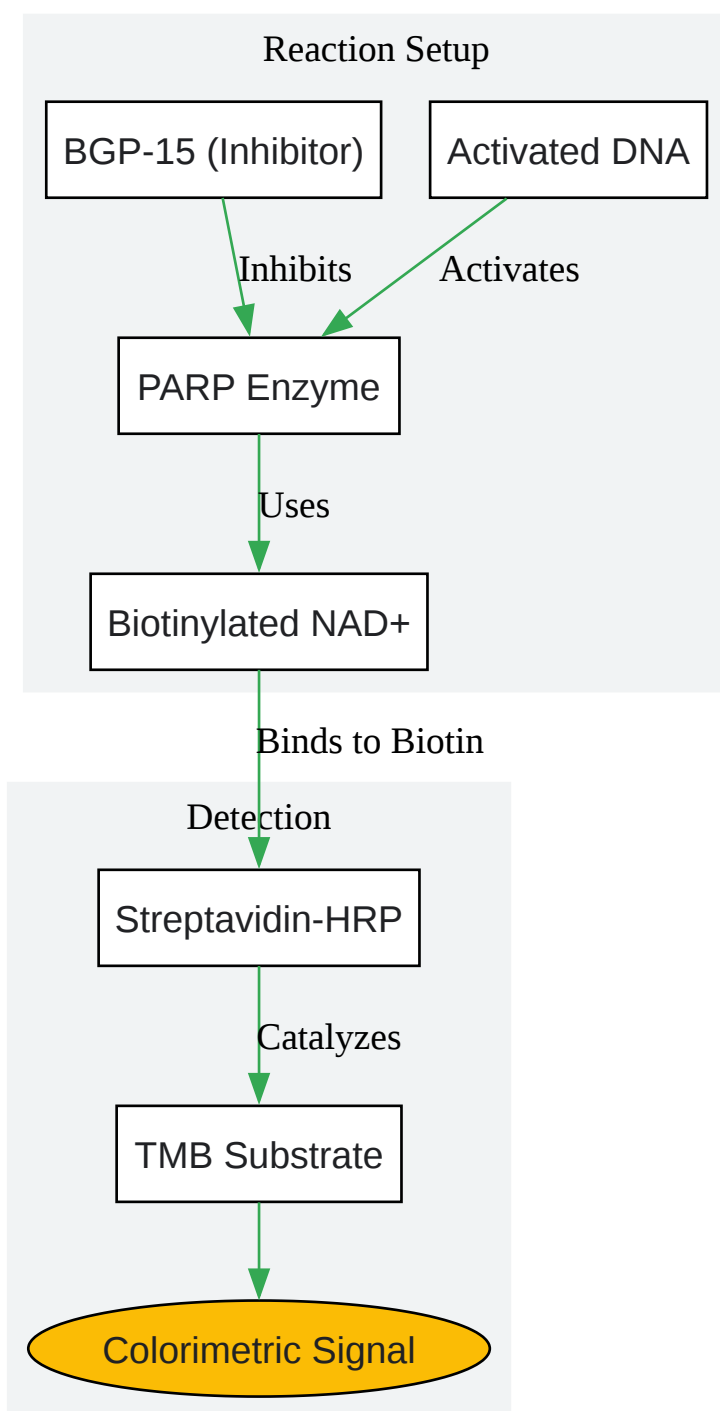 Reaction Setup
BGP-15 (Inhibitor)
Activated DNA
Inhibits
Activates
PARP Enzyme
Uses
Biotinylated NAD+
Binds to Biotin
Detection
Streptavidin-HRP
Catalyzes
TMB Substrate
Colorimetric Signal